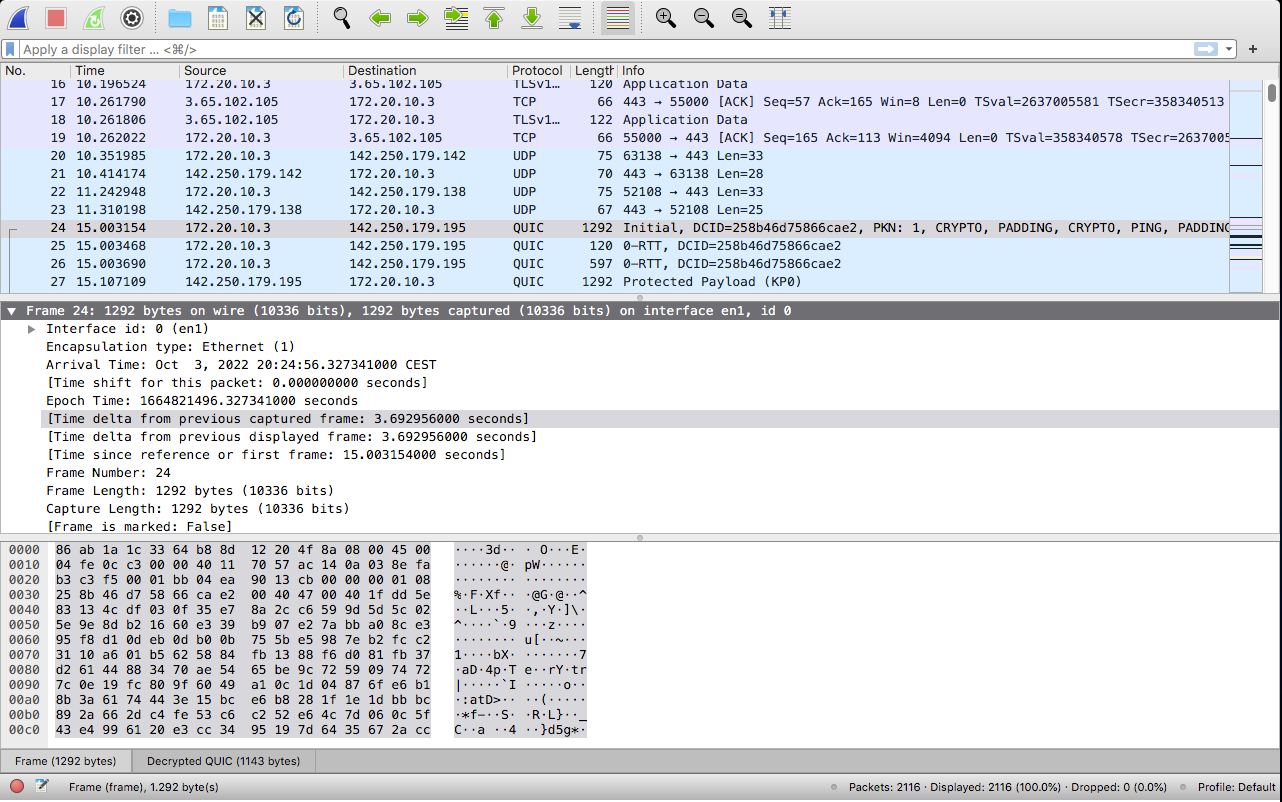 Apply a display filter ... <⌘/>
No. Time Source Destination Protocol Length Info
16 10.196524 172.20.10.3 3.65.102.105 TLSv1… 120 Application Data
17 10.261790 3.65.102.105 172.20.10.3 TCP 66 443 → 55000 [ACK] Seq=57 Ack=165 Win=8 Len=0 TSval=2637005581 TSecr=358340513
18 10.261806 3.65.102.105 172.20.10.3 TLSv1… 122 Application Data
19 10.262022 172.20.10.3 3.65.102.105 TCP 66 55000 → 443 [ACK] Seq=165 Ack=113 Win=4094 Len=0 TSval=358340578 TSecr=2637005
20 10.351985 172.20.10.3 142.250.179.142 UDP 75 63138 → 443 Len=33
21 10.414174 142.250.179.142 172.20.10.3 UDP 70 443 → 63138 Len=28
22 11.242948 172.20.10.3 142.250.179.138 UDP 75 52108 → 443 Len=33
23 11.310198 142.250.179.138 172.20.10.3 UDP 67 443 → 52108 Len=25
24 15.003154 172.20.10.3 142.250.179.195 QUIC 1292 Initial, DCID=258b46d75866cae2, PKN: 1, CRYPTO, PADDING, CRYPTO, PING, PADDING
25 15.003468 172.20.10.3 142.250.179.195 QUIC 120 0-RTT, DCID=258b46d75866cae2
26 15.003690 172.20.10.3 142.250.179.195 QUIC 597 0-RTT, DCID=258b46d75866cae2
27 15.107109 142.250.179.195 172.20.10.3 QUIC 1292 Protected Payload (KP0)
Frame 24: 1292 bytes on wire (10336 bits), 1292 bytes captured (10336 bits) on interface en1, id 0
Interface id: 0 (en1)
Encapsulation type: Ethernet (1)
Arrival Time: Oct  3, 2022 20:24:56.327341000 CEST
[Time shift for this packet: 0.000000000 seconds]
Epoch Time: 1664821496.327341000 seconds
[Time delta from previous captured frame: 3.692956000 seconds]
[Time delta from previous displayed frame: 3.692956000 seconds]
[Time since reference or first frame: 15.003154000 seconds]
Frame Number: 24
Frame Length: 1292 bytes (10336 bits)
Capture Length: 1292 bytes (10336 bits)
[Frame is marked: False]
0000 86 ab 1a 1c 33 64 b8 8d 12 20 4f 8a 08 00 45 00 ····3d·· · O···E·
0010 04 fe 0c c3 00 00 40 11 70 57 ac 14 0a 03 8e fa ······@· pW······
0020 b3 c3 f5 00 01 bb 04 ea 90 13 cb 00 00 00 01 08 ········ ········
0030 25 8b 46 d7 58 66 ca e2 00 40 47 00 40 1f dd 5e %·F·Xf·· ·@G·@··^
0040 83 13 4c df 03 0f 35 e7 8a 2c c6 59 9d 5d 5c 02 ··L···5· ·,·Y·]\·
0050 5e 9e 8d b2 16 60 e3 39 b9 07 e2 7a bb a0 8c e3 ^····`·9 ···z····
0060 95 f8 d1 0d eb 0d b0 0b 75 5b e5 98 7e b2 fc c2 ········ u[··~···
0070 31 10 a6 01 b5 62 58 84 fb 13 88 f6 d0 81 fb 37 1····bX· ·······7
0080 d2 61 44 88 34 70 ae 54 65 be 9c 72 59 09 74 72 ·aD·4p·T e··rY·tr
0090 7c 0e 19 fc 80 9f 60 49 a1 0c 1d 04 87 6f e6 b1 |·····`I ·····o··
00a0 8b 3a 61 74 44 3e 15 bc e6 b8 28 1f 1e 1d bb bc ·:atD>·· ··(·····
00b0 89 2a 66 2d c4 fe 53 c6 c2 52 e6 4c 7d 06 0c 5f ·*f-··S· ·R·L}··_
00c0 43 e4 99 61 20 e3 cc 34 95 19 7d 64 35 67 2a cc C··a ··4 ··}d5g*·
Frame (1292 bytes) Decrypted QUIC (1143 bytes)
Frame (frame), 1.292 byte(s) Packets: 2116 · Displayed: 2116 (100.0%) · Dropped: 0 (0.0%) Profile: Default